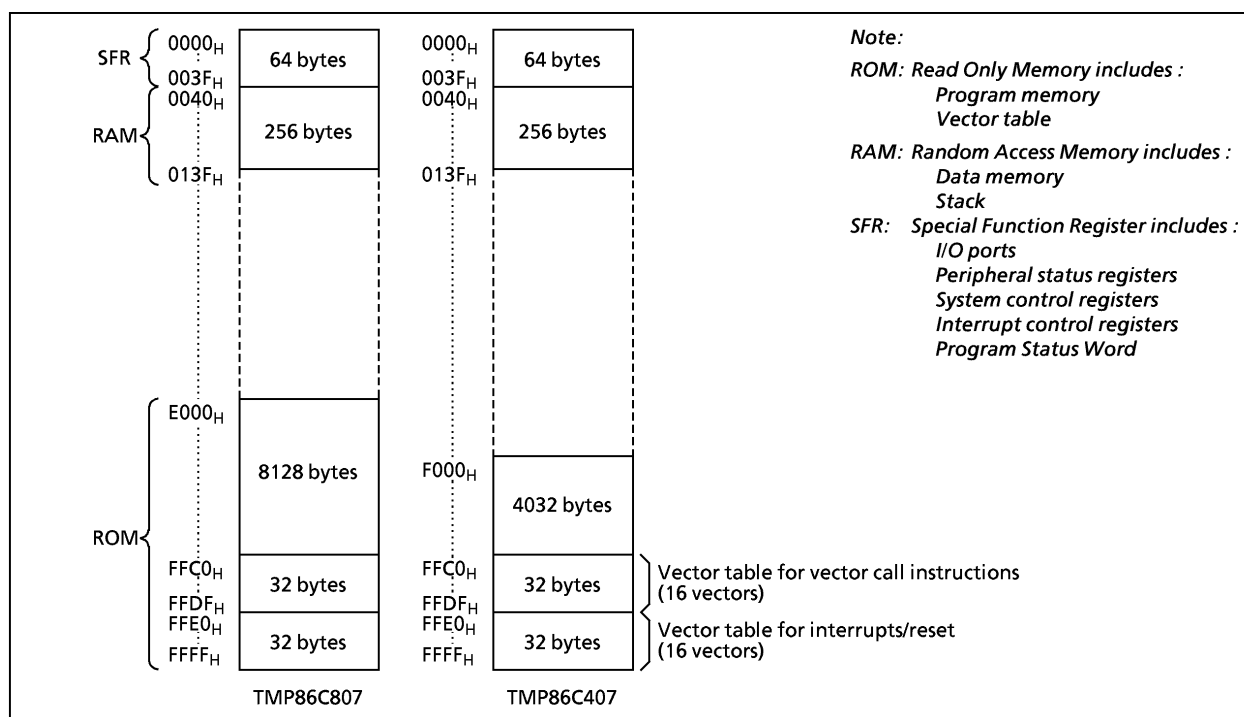 SFR
0000H
003FH
0040H
RAM
013FH
E000H
ROM
FFC0H
FFDFH
FFE0H
FFFFH
64 bytes
256 bytes
8128 bytes
32 bytes
32 bytes
TMP86C807
0000H
003FH
0040H
013FH
F000H
FFC0H
FFDFH
FFE0H
FFFFH
64 bytes
256 bytes
4032 bytes
32 bytes
32 bytes
TMP86C407
Vector table for vector call instructions
(16 vectors)
Vector table for interrupts/reset
(16 vectors)
Note:
ROM: Read Only Memory includes :
Program memory
Vector table
RAM: Random Access Memory includes :
Data memory
Stack
SFR: Special Function Register includes :
I/O ports
Peripheral status registers
System control registers
Interrupt control registers
Program Status Word